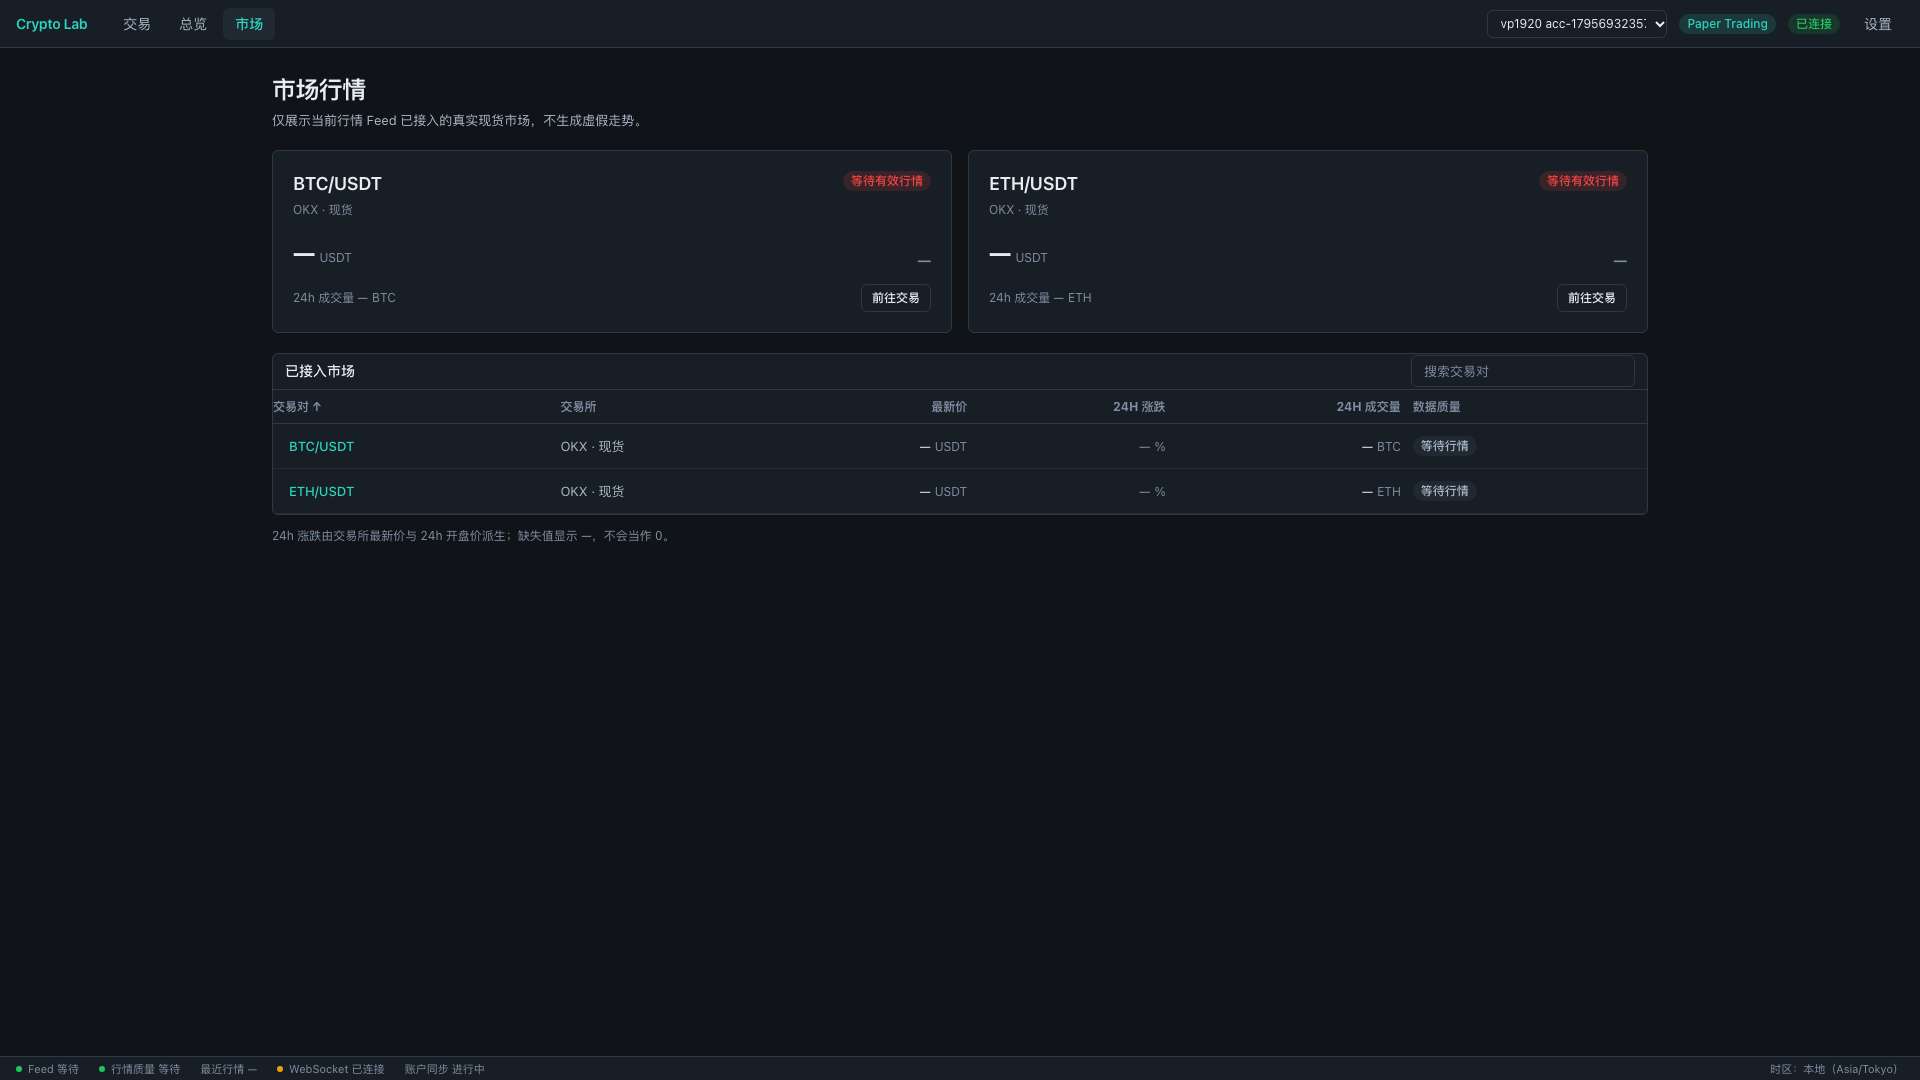 Crypto Lab 交易 总览 市场 vp1920 acc-1795693235 Paper Trading 已连接 设置
市场行情
仅展示当前行情 Feed 已接入的真实现货市场，不生成虚假走势。
BTC/USDT 等待有效行情
OKX · 现货
— USDT —
24h 成交量 — BTC 前往交易
ETH/USDT 等待有效行情
OKX · 现货
— USDT —
24h 成交量 — ETH 前往交易
已接入市场 搜索交易对
交易对 ↑ 交易所 最新价 24H 涨跌 24H 成交量 数据质量
BTC/USDT OKX · 现货 — USDT — % — BTC 等待行情
ETH/USDT OKX · 现货 — USDT — % — ETH 等待行情
24h 涨跌由交易所最新价与 24h 开盘价派生；缺失值显示 —，不会当作 0。
Feed 等待 行情质量 等待 最近行情 — WebSocket 已连接 账户同步 进行中 时区：本地（Asia/Tokyo）